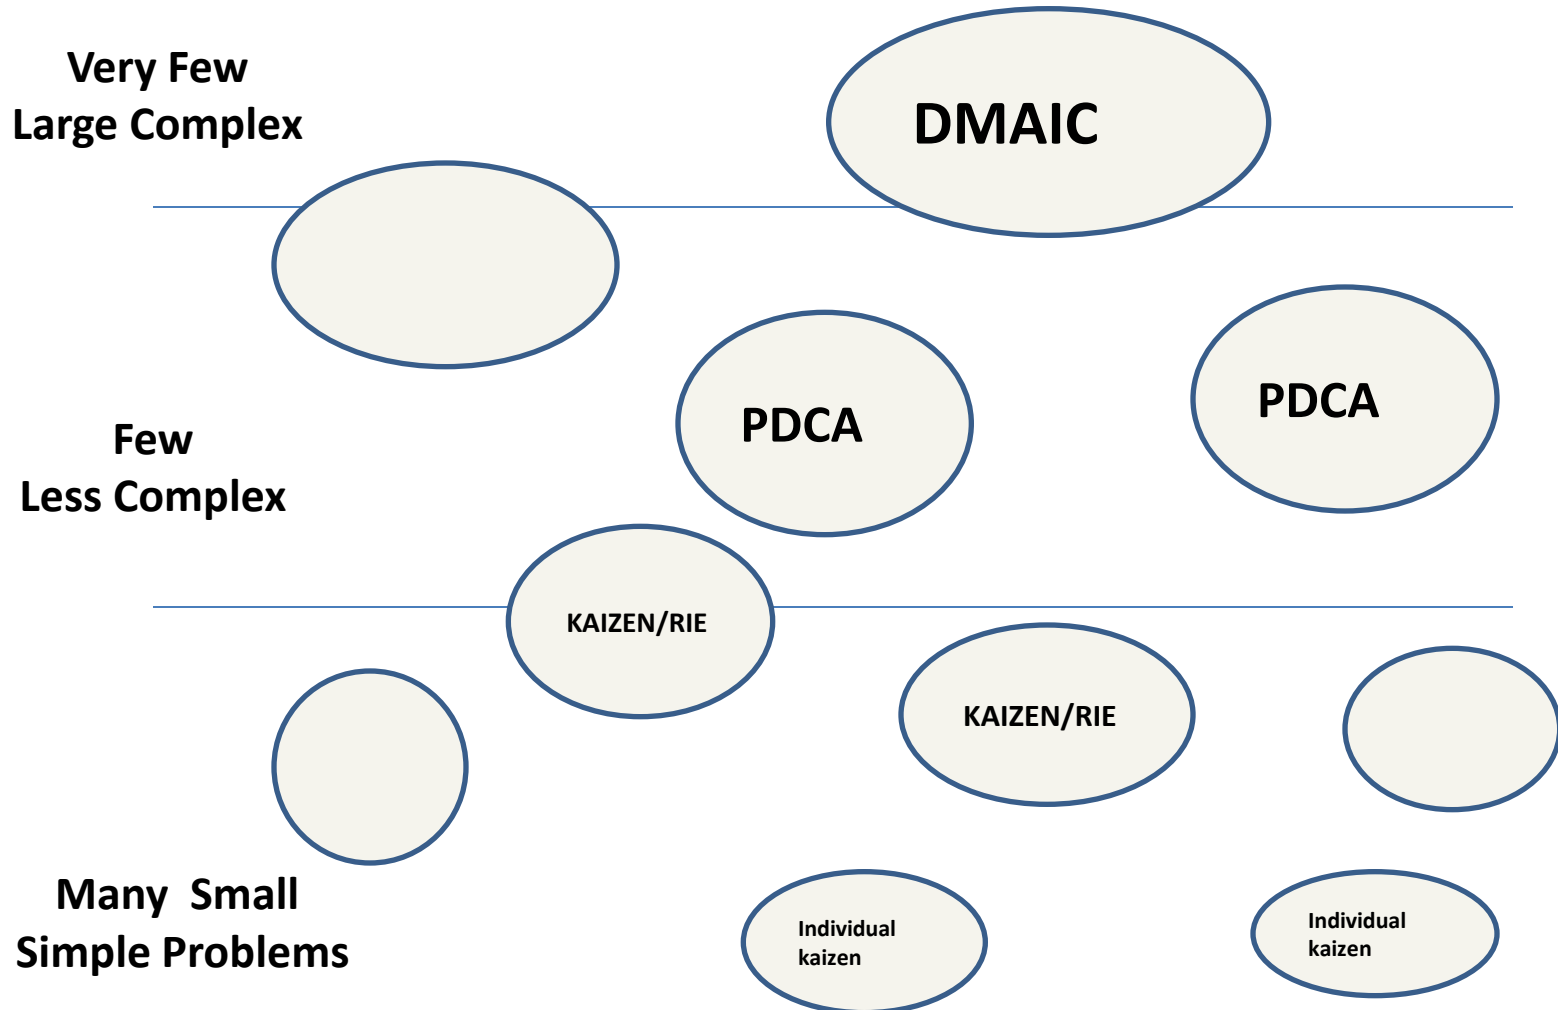 Very Few
Large Complex
DMAIC
PDCA
PDCA
Few
Less Complex
KAIZEN/RIE
KAIZEN/RIE
Many  Small
Simple Problems
Individual
kaizen
Individual
kaizen